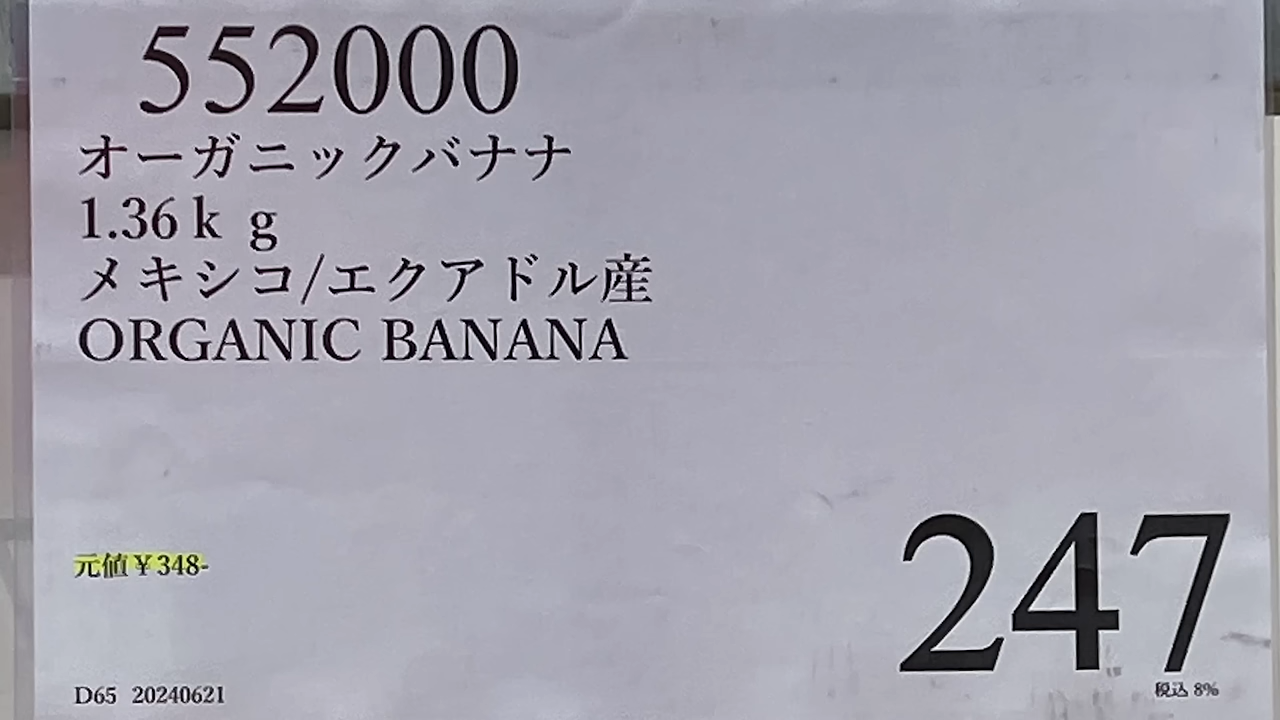 552000
オーガニックバナナ
1.36ｋｇ
メキシコ/エクアドル産
ORGANIC BANANA
元値￥348-
247
税込 8%
D65 20240621